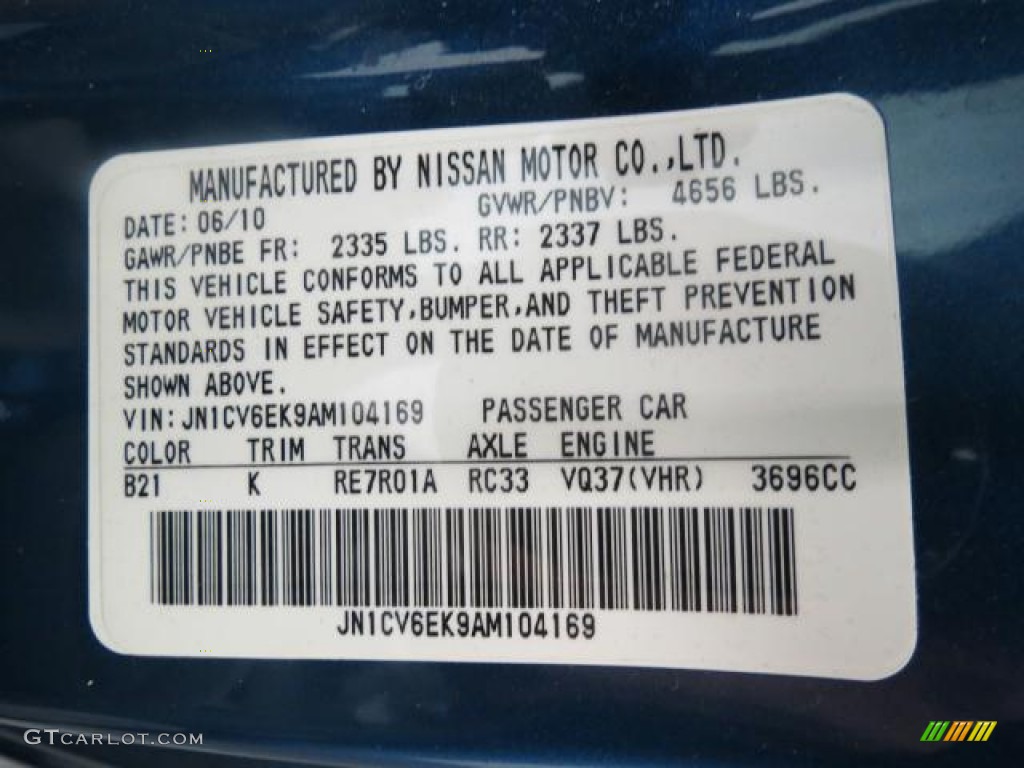 MANUFACTURED BY NISSAN MOTOR CO.,LTD.
DATE: 06/10 GVWR/PNBV: 4656 LBS.
GAWR/PNBE FR: 2335 LBS. RR: 2337 LBS.
THIS VEHICLE CONFORMS TO ALL APPLICABLE FEDERAL
MOTOR VEHICLE SAFETY,BUMPER,AND THEFT PREVENTION
STANDARDS IN EFFECT ON THE DATE OF MANUFACTURE
SHOWN ABOVE.
VIN:JN1CV6EK9AM104169 PASSENGER CAR
COLOR TRIM TRANS AXLE ENGINE
B21 K RE7R01A RC33 VQ37(VHR) 3696CC
JN1CV6EK9AM104169
GTCARLOT.COM